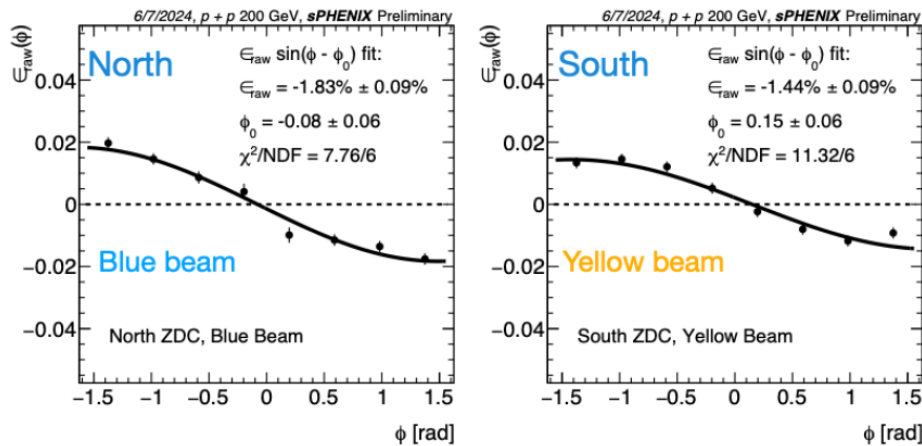 6/7/2024, p + p 200 GeV, sPHENIX Preliminary
∈raw(ϕ)
North
∈raw sin(ϕ - ϕ0) fit:
∈raw = -1.83% ± 0.09%
ϕ0 = -0.08 ± 0.06
χ²/NDF = 7.76/6
0.04
0.02
0
−0.02
−0.04
Blue beam
North ZDC, Blue Beam
−1.5 −1 −0.5 0 0.5 1 1.5
ϕ [rad]
6/7/2024, p + p 200 GeV, sPHENIX Preliminary
∈raw(ϕ)
South
∈raw sin(ϕ - ϕ0) fit:
∈raw = -1.44% ± 0.09%
ϕ0 = 0.15 ± 0.06
χ²/NDF = 11.32/6
0.04
0.02
0
−0.02
−0.04
Yellow beam
South ZDC, Yellow Beam
−1.5 −1 −0.5 0 0.5 1 1.5
ϕ [rad]